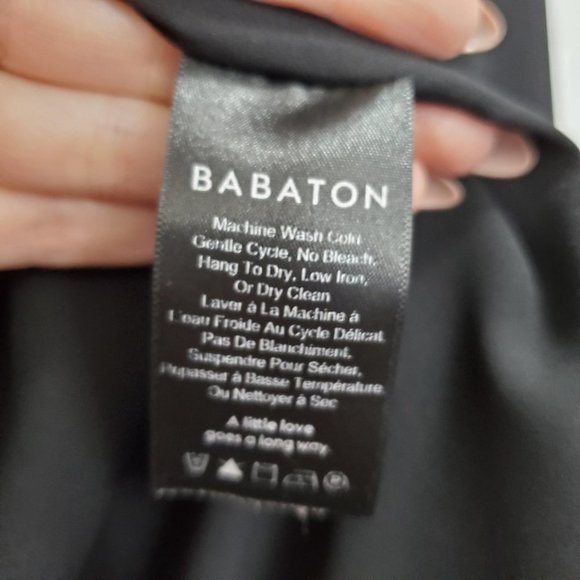 BABATON
Machine Wash Cold
Gentle Cycle, No Bleach,
Hang To Dry, Low Iron,
Or Dry Clean
Laver à La Machine à
L'eau Froide Au Cycle Délicat
Pas De Blanchiment,
Suspendre Pour Sécher,
Repasser à Basse Température
Ou Nettoyer à Sec
A little love
goes a long way.